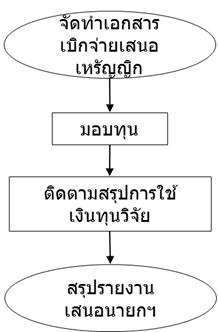 จัดทำเอกสาร
เบิกจ่ายเสนอ
เหรัญญิก
มอบทุน
ติดตามสรุปการใช้
เงินทุนวิจัย
สรุปรายงาน
เสนอนายกฯ